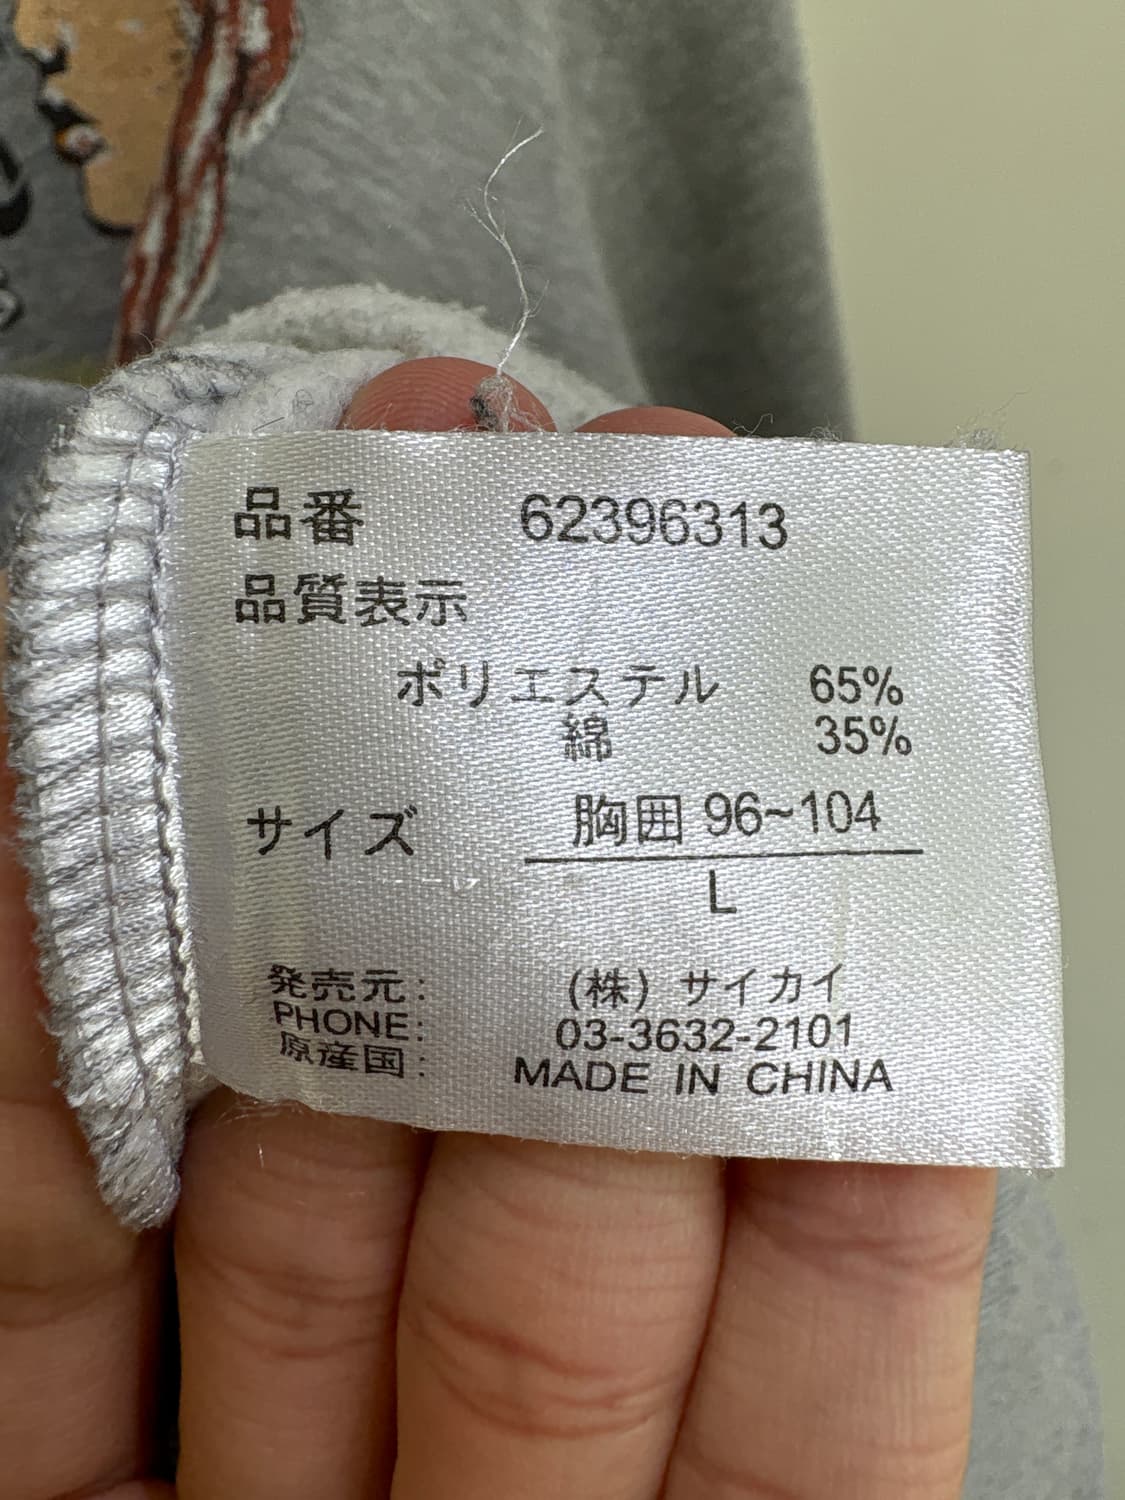 品番 62396313
品質表示
ポリエステル 65%
綿 35%
サイズ 胸囲 96~104
L
発売元: (株) サイカイ
PHONE: 03-3632-2101
原産国: MADE IN CHINA